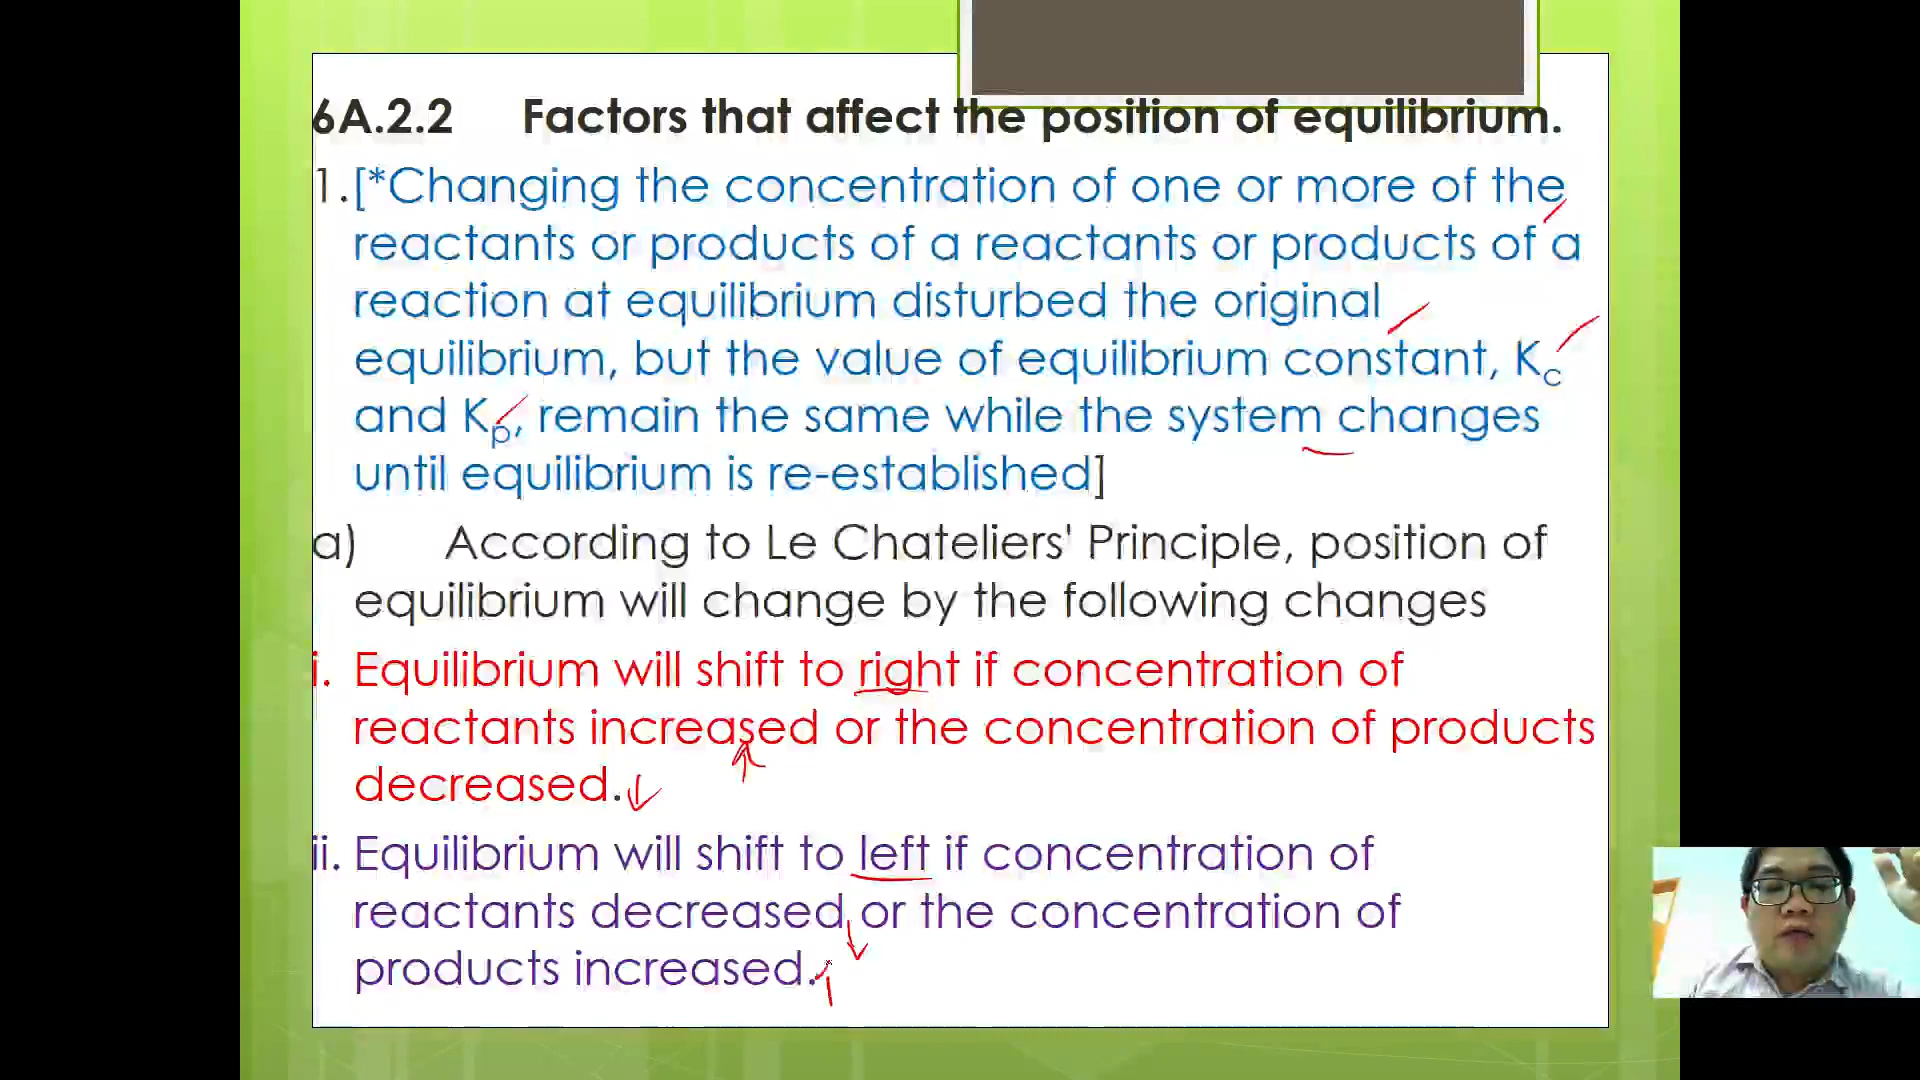 6A.2.2 Factors that affect the position of equilibrium.
1.[*Changing the concentration of one or more of the
reactants or products of a reactants or products of a
reaction at equilibrium disturbed the original
equilibrium, but the value of equilibrium constant, Kc
and Kp, remain the same while the system changes
until equilibrium is re-established]
a) According to Le Chateliers' Principle, position of
equilibrium will change by the following changes
i. Equilibrium will shift to right if concentration of
reactants increased or the concentration of products
decreased.
ii. Equilibrium will shift to left if concentration of
reactants decreased or the concentration of
products increased.